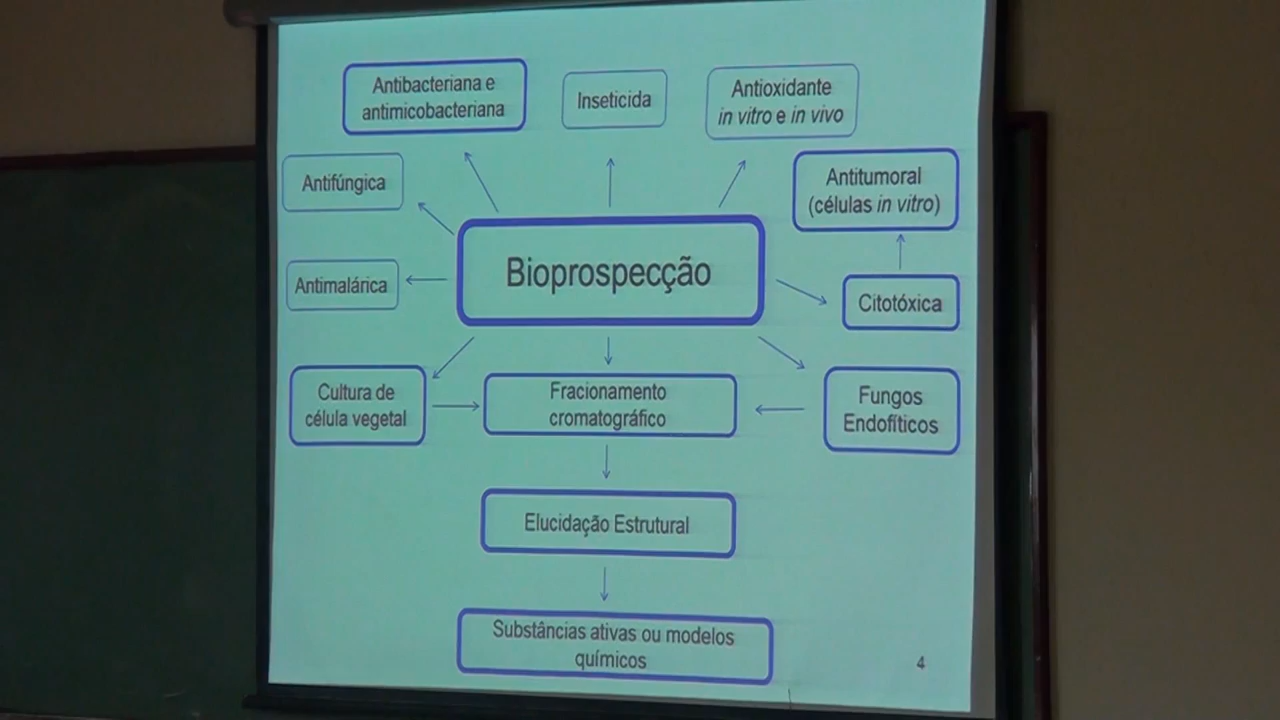 Antibacteriana e
antimicobacteriana
Inseticida
Antioxidante
in vitro e in vivo
Antifúngica
Antitumoral
(células in vitro)
Bioprospecção
Antimalárica
Citotóxica
Cultura de
célula vegetal
Fracionamento
cromatográfico
Fungos
Endofíticos
Elucidação Estrutural
Substâncias ativas ou modelos
químicos
4